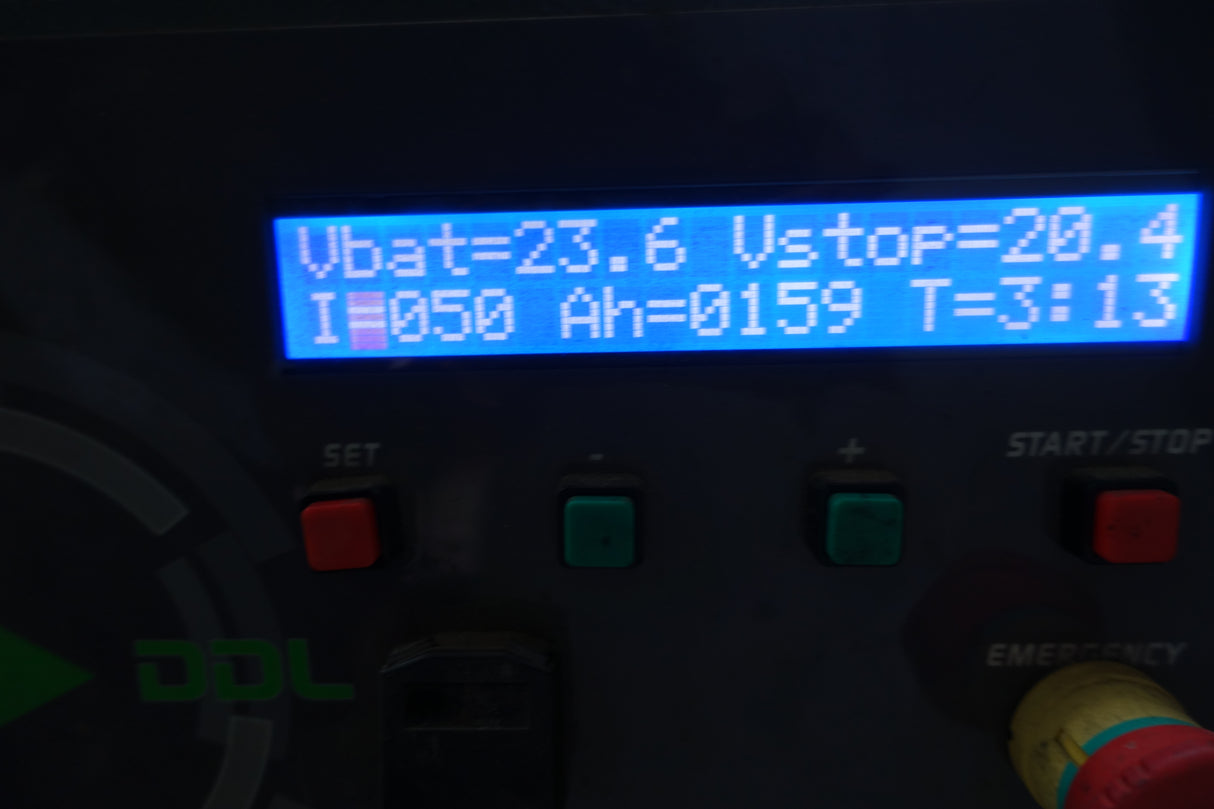 Vbat=23.6 Vstop=20.4
I=050 Ah=0159 T=3:13
SET - + START/STOP
DDL
EMERGENCY